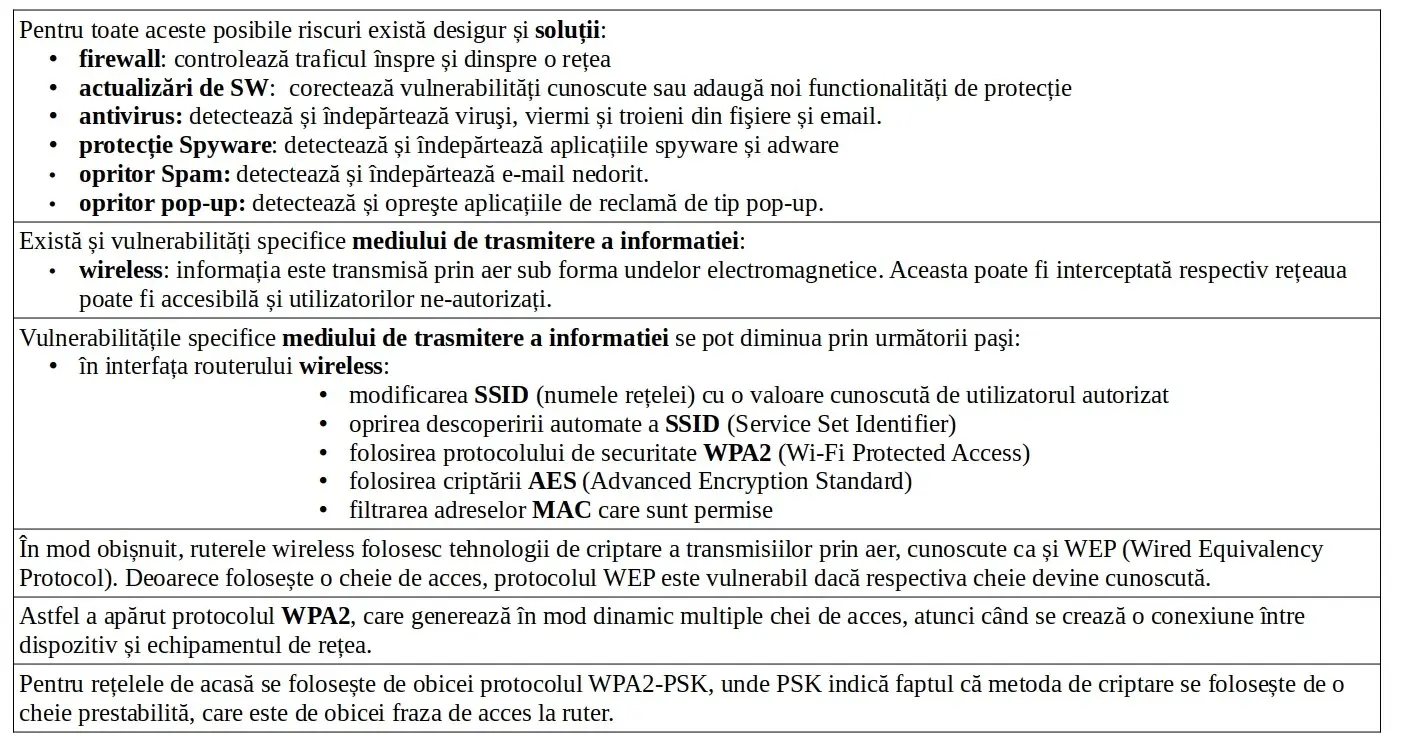 Pentru toate aceste posibile riscuri există desigur și soluții:
• firewall: controlează traficul înspre și dinspre o rețea
• actualizări de SW: corectează vulnerabilități cunoscute sau adaugă noi functionalități de protecție
• antivirus: detectează și îndepărtează viruşi, viermi și troieni din fişiere și email.
• protecție Spyware: detectează și îndepărtează aplicațiile spyware și adware
• opritor Spam: detectează și îndepărtează e-mail nedorit.
• opritor pop-up: detectează și opreşte aplicațiile de reclamă de tip pop-up.
Există și vulnerabilități specifice mediului de trasmitere a informatiei:
• wireless: informația este transmisă prin aer sub forma undelor electromagnetice. Aceasta poate fi interceptată respectiv rețeaua
poate fi accesibilă și utilizatorilor ne-autorizați.
Vulnerabilitățile specifice mediului de trasmitere a informatiei se pot diminua prin următorii paşi:
• în interfața routerului wireless:
• modificarea SSID (numele rețelei) cu o valoare cunoscută de utilizatorul autorizat
• oprirea descoperirii automate a SSID (Service Set Identifier)
• folosirea protocolului de securitate WPA2 (Wi-Fi Protected Access)
• folosirea criptării AES (Advanced Encryption Standard)
• filtrarea adreselor MAC care sunt permise
În mod obișnuit, ruterele wireless folosesc tehnologii de criptare a transmisiilor prin aer, cunoscute ca și WEP (Wired Equivalency
Protocol). Deoarece folosește o cheie de acces, protocolul WEP este vulnerabil dacă respectiva cheie devine cunoscută.
Astfel a apărut protocolul WPA2, care generează în mod dinamic multiple chei de acces, atunci când se crează o conexiune între
dispozitiv și echipamentul de rețea.
Pentru rețelele de acasă se folosește de obicei protocolul WPA2-PSK, unde PSK indică faptul că metoda de criptare se folosește de o
cheie prestabilită, care este de obicei fraza de acces la ruter.